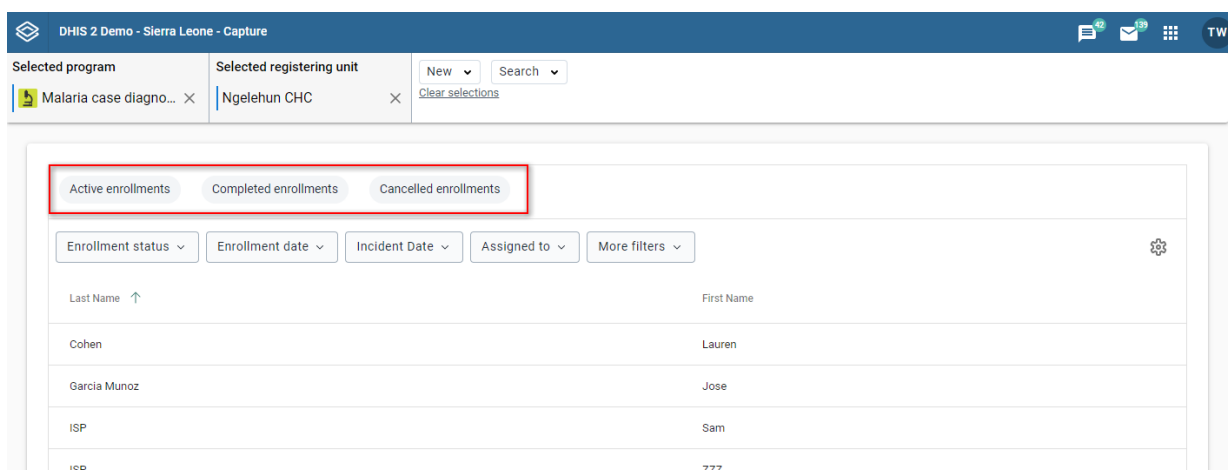 DHIS 2 Demo - Sierra Leone - Capture
42
139
TW
Selected program
Selected registering unit
New
Search
Malaria case diagno...
Ngelehun CHC
Clear selections
Active enrollments
Completed enrollments
Cancelled enrollments
Enrollment status
Enrollment date
Incident Date
Assigned to
More filters
Last Name
First Name
Cohen
Lauren
Garcia Munoz
Jose
ISP
Sam
ISP
ZZZ